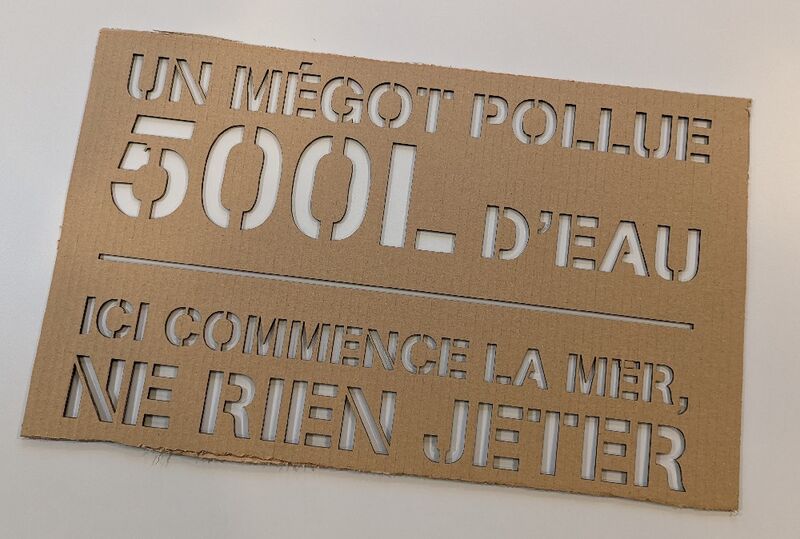 UN MÉGOT POLLUE
500L D'EAU
ICI COMMENCE LA MER,
NE RIEN JETER